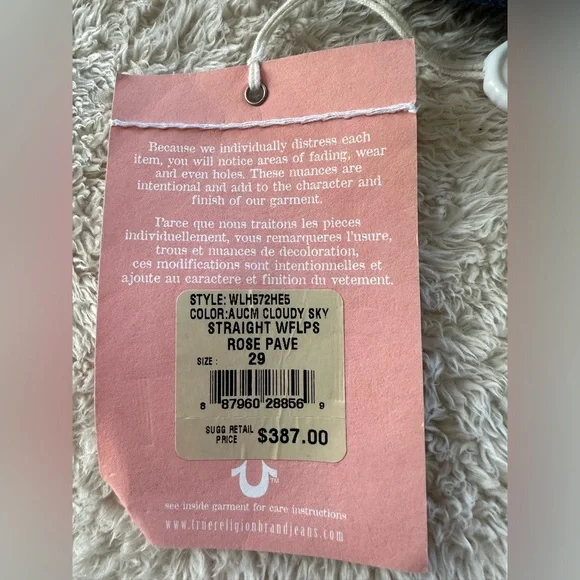 Because we individually distress each
item, you will notice areas of fading, wear
and even holes. These nuances are
intentional and add to the character and
finish of our garment.
Parce que nous traitons les pieces
individuellement, vous remarqueres l'usure,
trous et nuances de decoloration,
ces modifications sont intentionnelles et
ajoute au caractere et finition du vetement.
STYLE: WLH572HE5
COLOR:AUCM CLOUDY SKY
STRAIGHT WFLPS
ROSE PAVE
SIZE : 29
8 87960 28856 9
SUGG RETAIL
PRICE $387.00
TM
see inside garment for care instructions
www.truereligionbrandjeans.com